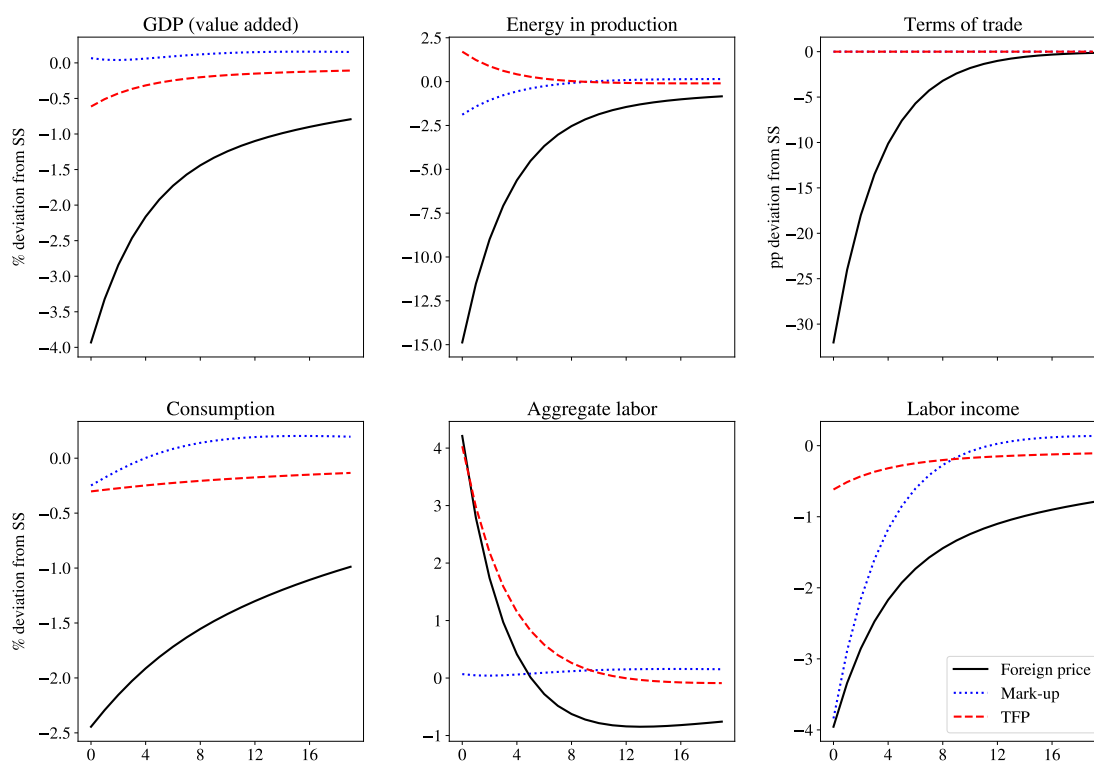 GDP (value added)
Energy in production
Terms of trade
% deviation from SS
0.0
−0.5
−1.0
−1.5
−2.0
−2.5
−3.0
−3.5
−4.0
2.5
0.0
−2.5
−5.0
−7.5
−10.0
−12.5
−15.0
pp deviation from SS
0
−5
−10
−15
−20
−25
−30
Consumption
Aggregate labor
Labor income
% deviation from SS
0.0
−0.5
−1.0
−1.5
−2.0
−2.5
0 4 8 12 16
4
3
2
1
0
−1
0 4 8 12 16
0
−1
−2
−3
−4
0 4 8 12 16
Foreign price
Mark-up
TFP